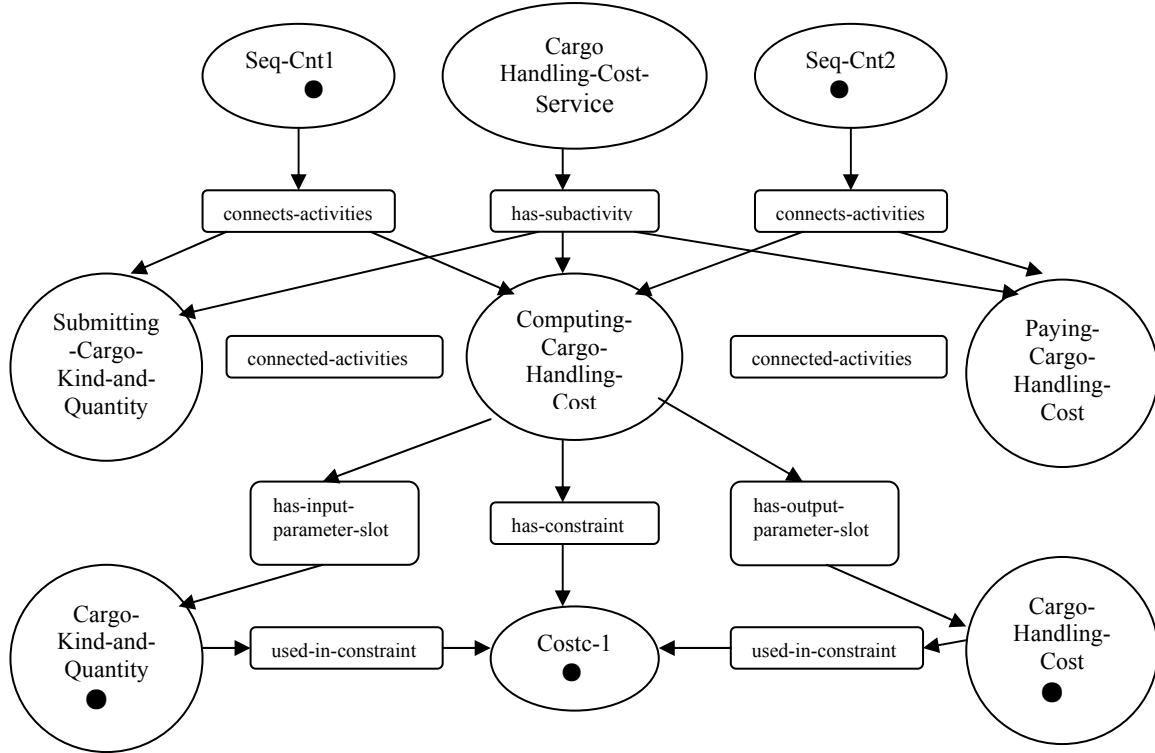 Seq-Cnt1
Cargo
Handling-Cost-
Service
Seq-Cnt2
connects-activities
has-subactivity
connects-activities
Submitting
-Cargo-
Kind-and-
Quantity
connected-activities
Computing-
Cargo-
Handling-
Cost
connected-activities
Paying-
Cargo-
Handling-
Cost
has-input-
parameter-slot
has-constraint
has-output-
parameter-slot
Cargo-
Kind-and-
Quantity
used-in-constraint
Costc-1
used-in-constraint
Cargo-
Handling-
Cost